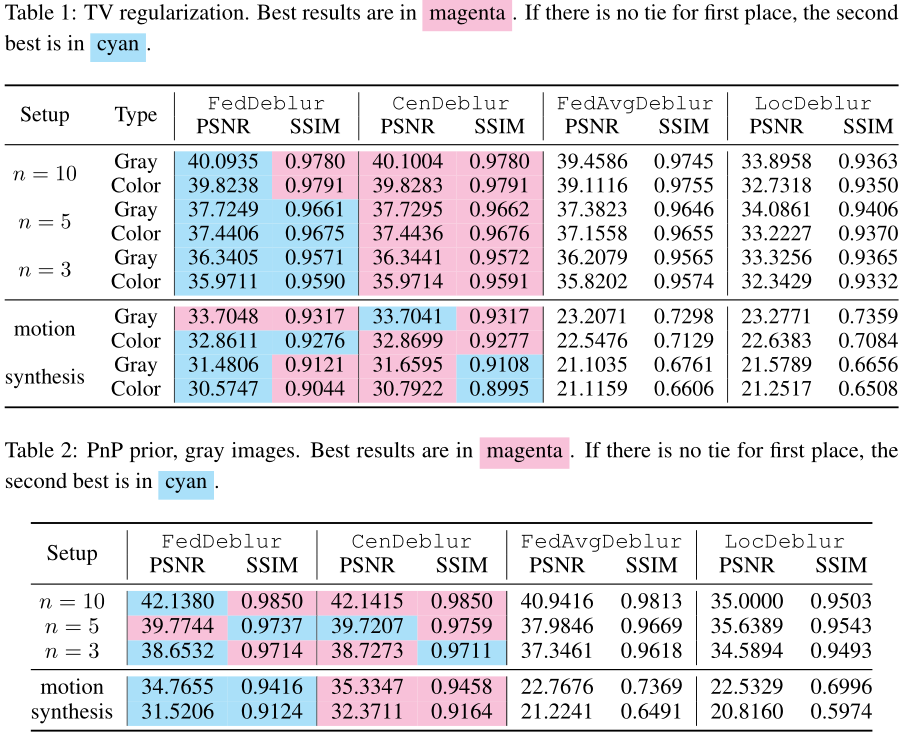 Table 1: TV regularization. Best results are in magenta . If there is no tie for first place, the second
best is in cyan .
Setup Type FedDeblur CenDeblur FedAvgDeblur LocDeblur
PSNR SSIM PSNR SSIM PSNR SSIM PSNR SSIM
n = 10 Gray 40.0935 0.9780 40.1004 0.9780 39.4586 0.9745 33.8958 0.9363
Color 39.8238 0.9791 39.8283 0.9791 39.1116 0.9755 32.7318 0.9350
n = 5 Gray 37.7249 0.9661 37.7295 0.9662 37.3823 0.9646 34.0861 0.9406
Color 37.4406 0.9675 37.4436 0.9676 37.1558 0.9655 33.2227 0.9370
n = 3 Gray 36.3405 0.9571 36.3441 0.9572 36.2079 0.9565 33.3256 0.9365
Color 35.9711 0.9590 35.9714 0.9591 35.8202 0.9574 32.3429 0.9332
motion Gray 33.7048 0.9317 33.7041 0.9317 23.2071 0.7298 23.2771 0.7359
Color 32.8611 0.9276 32.8699 0.9277 22.5476 0.7129 22.6383 0.7084
synthesis Gray 31.4806 0.9121 31.6595 0.9108 21.1035 0.6761 21.5789 0.6656
Color 30.5747 0.9044 30.7922 0.8995 21.1159 0.6606 21.2517 0.6508
Table 2: PnP prior, gray images. Best results are in magenta . If there is no tie for first place, the
second best is in cyan .
Setup FedDeblur CenDeblur FedAvgDeblur LocDeblur
PSNR SSIM PSNR SSIM PSNR SSIM PSNR SSIM
n = 10 42.1380 0.9850 42.1415 0.9850 40.9416 0.9813 35.0000 0.9503
n = 5 39.7744 0.9737 39.7207 0.9759 37.9846 0.9669 35.6389 0.9543
n = 3 38.6532 0.9714 38.7273 0.9711 37.3461 0.9618 34.5894 0.9493
motion 34.7655 0.9416 35.3347 0.9458 22.7676 0.7369 22.5329 0.6996
synthesis 31.5206 0.9124 32.3711 0.9164 21.2241 0.6491 20.8160 0.5974